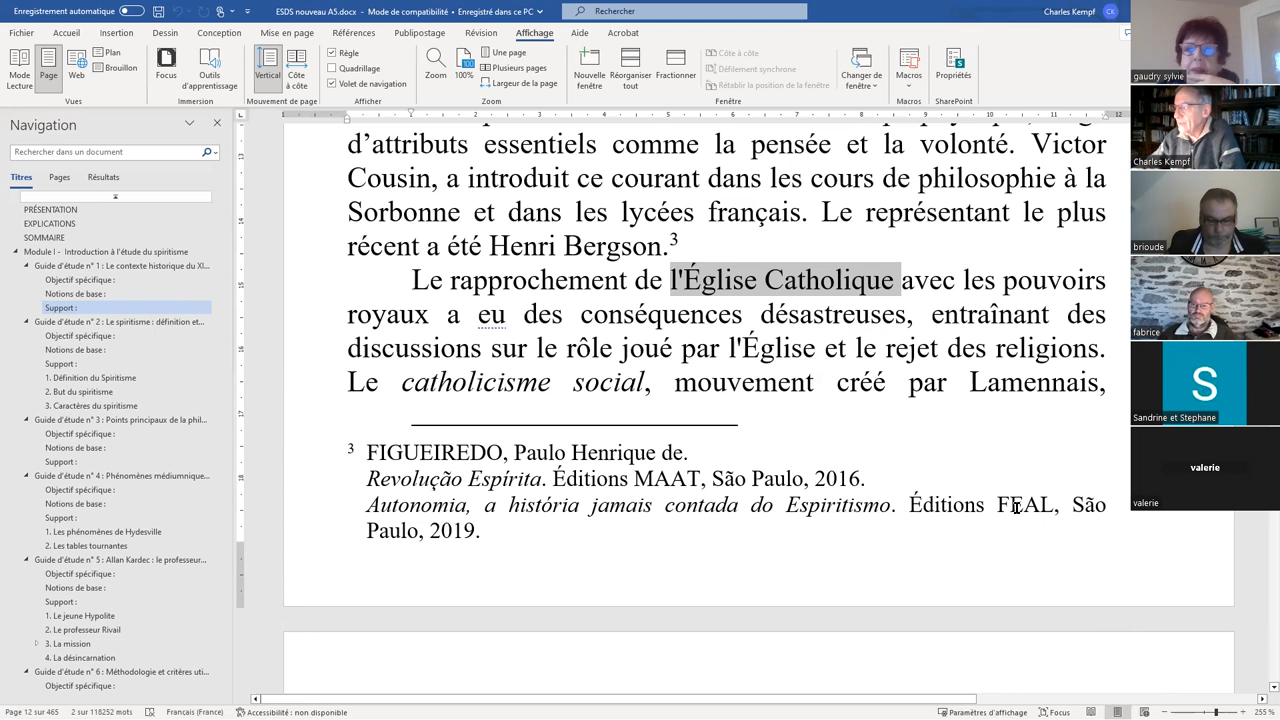 Enregistrement automatique
ESDS nouveau A5.docx - Mode de compatibilité • Enregistré dans ce PC
Rechercher
Charles Kempf
CK
Fichier
Accueil
Insertion
Dessin
Conception
Mise en page
Références
Publipostage
Révision
Affichage
Aide
Acrobat
Mode Lecture
Page
Web
Plan
Brouillon
Vues
Focus
Outils d'apprentissage
Immersion
Vertical
Côte à côte
Mouvement de page
Règle
Quadrillage
Volet de navigation
Afficher
Zoom
100%
Une page
Plusieurs pages
Largeur de la page
Zoom
Nouvelle fenêtre
Réorganiser tout
Fractionner
Côte à côte
Défilement synchrone
Rétablir la position de la fenêtre
Changer de fenêtre
Fenêtre
Macros
Macros
Propriétés
SharePoint
Navigation
Rechercher dans un document
Titres
Pages
Résultats
PRÉSENTATION
EXPLICATIONS
SOMMAIRE
Module I - Introduction à l'étude du spiritisme
Guide d'étude n° 1 : Le contexte historique du XI...
Objectif spécifique :
Notions de base :
Support :
Guide d'étude n° 2 : Le spiritisme : définition et...
Objectif spécifique :
Notions de base :
Support :
1. Définition du Spiritisme
2. But du spiritisme
3. Caractères du spiritisme
Guide d'étude n° 3 : Points principaux de la phil...
Objectif spécifique :
Notions de base :
Support :
Guide d'étude n° 4 : Phénomènes médiumnique...
Objectif spécifique :
Notions de base :
Support :
1. Les phénomènes de Hydesville
2. Les tables tournantes
Guide d'étude n° 5 : Allan Kardec : le professeur...
Objectif spécifique :
Notions de base :
Support :
1. Le jeune Hypolite
2. Le professeur Rivail
3. La mission
4. La désincarnation
Guide d'étude n° 6 : Méthodologie et critères uti...
Objectif spécifique :
d'attributs essentiels comme la pensée et la volonté. Victor
Cousin, a introduit ce courant dans les cours de philosophie à la
Sorbonne et dans les lycées français. Le représentant le plus
récent a été Henri Bergson.3
Le rapprochement de l'Église Catholique avec les pouvoirs
royaux a eu des conséquences désastreuses, entraînant des
discussions sur le rôle joué par l'Église et le rejet des religions.
Le catholicisme social, mouvement créé par Lamennais,
3 FIGUEIREDO, Paulo Henrique de.
Revolução Espírita. Éditions MAAT, São Paulo, 2016.
Autonomia, a história jamais contada do Espiritismo. Éditions FEAL, São
Paulo, 2019.
gaudry sylvie
Charles Kempf
brioude
fabrice
S
Sandrine et Stephane
valerie
valerie
Page 12 sur 465
2 sur 118252 mots
Français (France)
Accessibilité : non disponible
Paramètres d'affichage
Focus
255 %